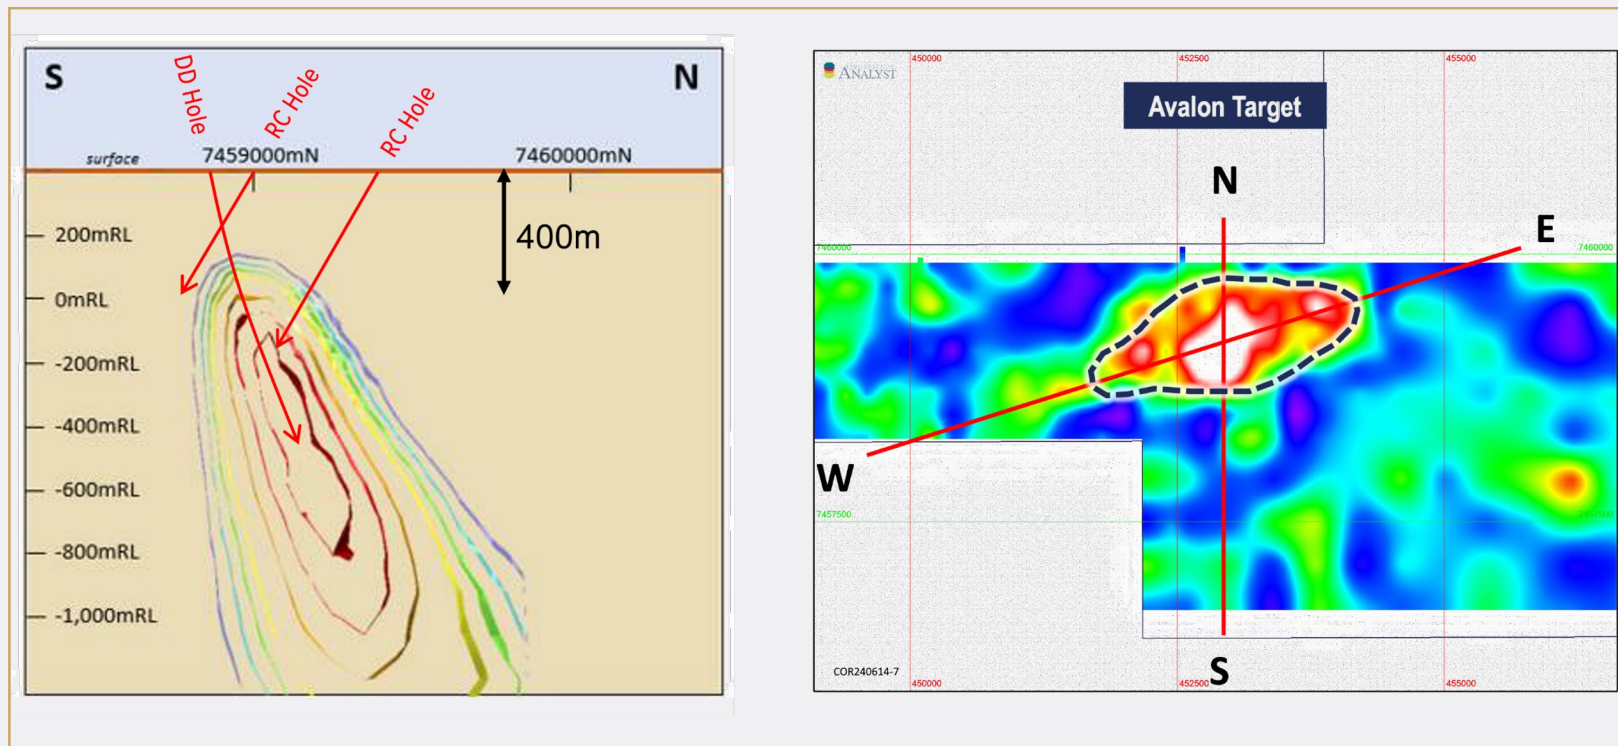 S
N
DD Hole
RC Hole
RC Hole
surface
7459000mN
7460000mN
400m
200mRL
0mRL
-200mRL
-400mRL
-600mRL
-800mRL
-1,000mRL
ANALYST
450000
452500
455000
Avalon Target
N
E
7460000
7460000
W
7457500
COR240614-7
S
450000
452500
455000